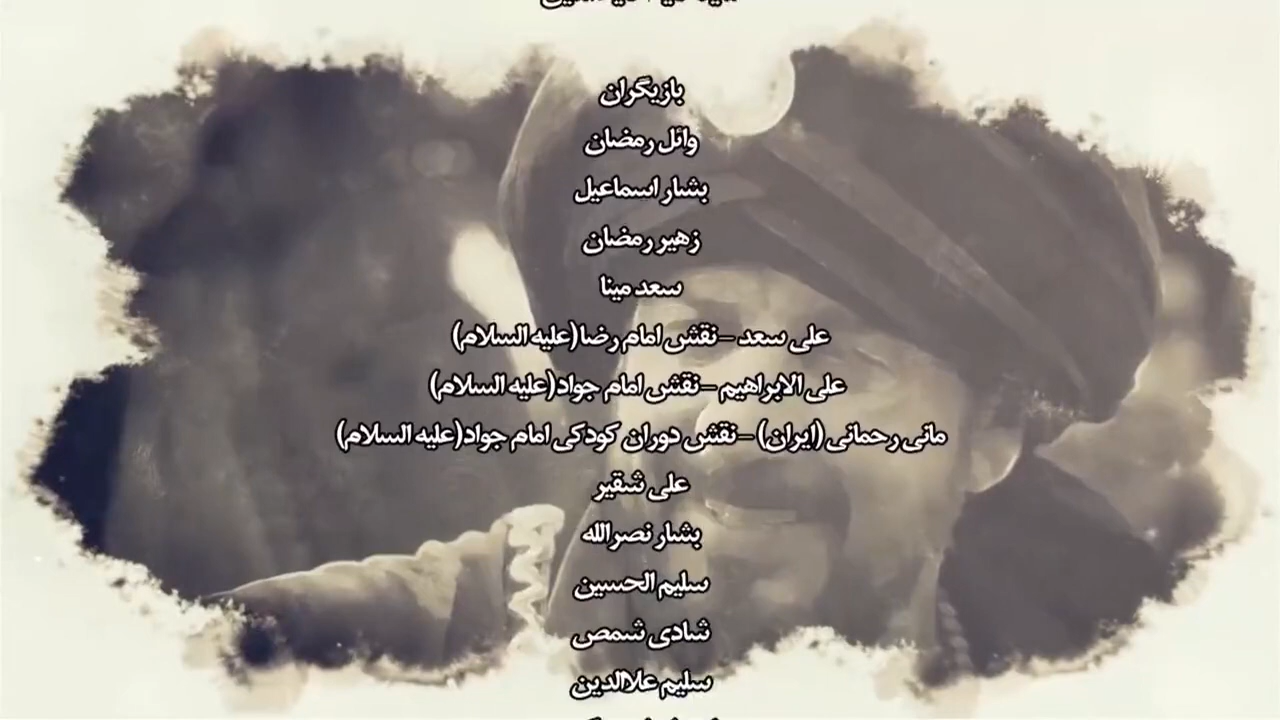 بازیگران
وائل رمضان
بشار اسماعیل
زهیر رمضان
سعد مینا
علی سعد – نقش امام رضا (علیه السلام)
علی الابراهیم – نقش امام جواد (علیه السلام)
مانی رحمانی (ایران) – نقش دوران کودکی امام جواد (علیه السلام)
علی شقیر
بشار نصرالله
سلیم الحسین
شادی شمص
سلیم علاالدین